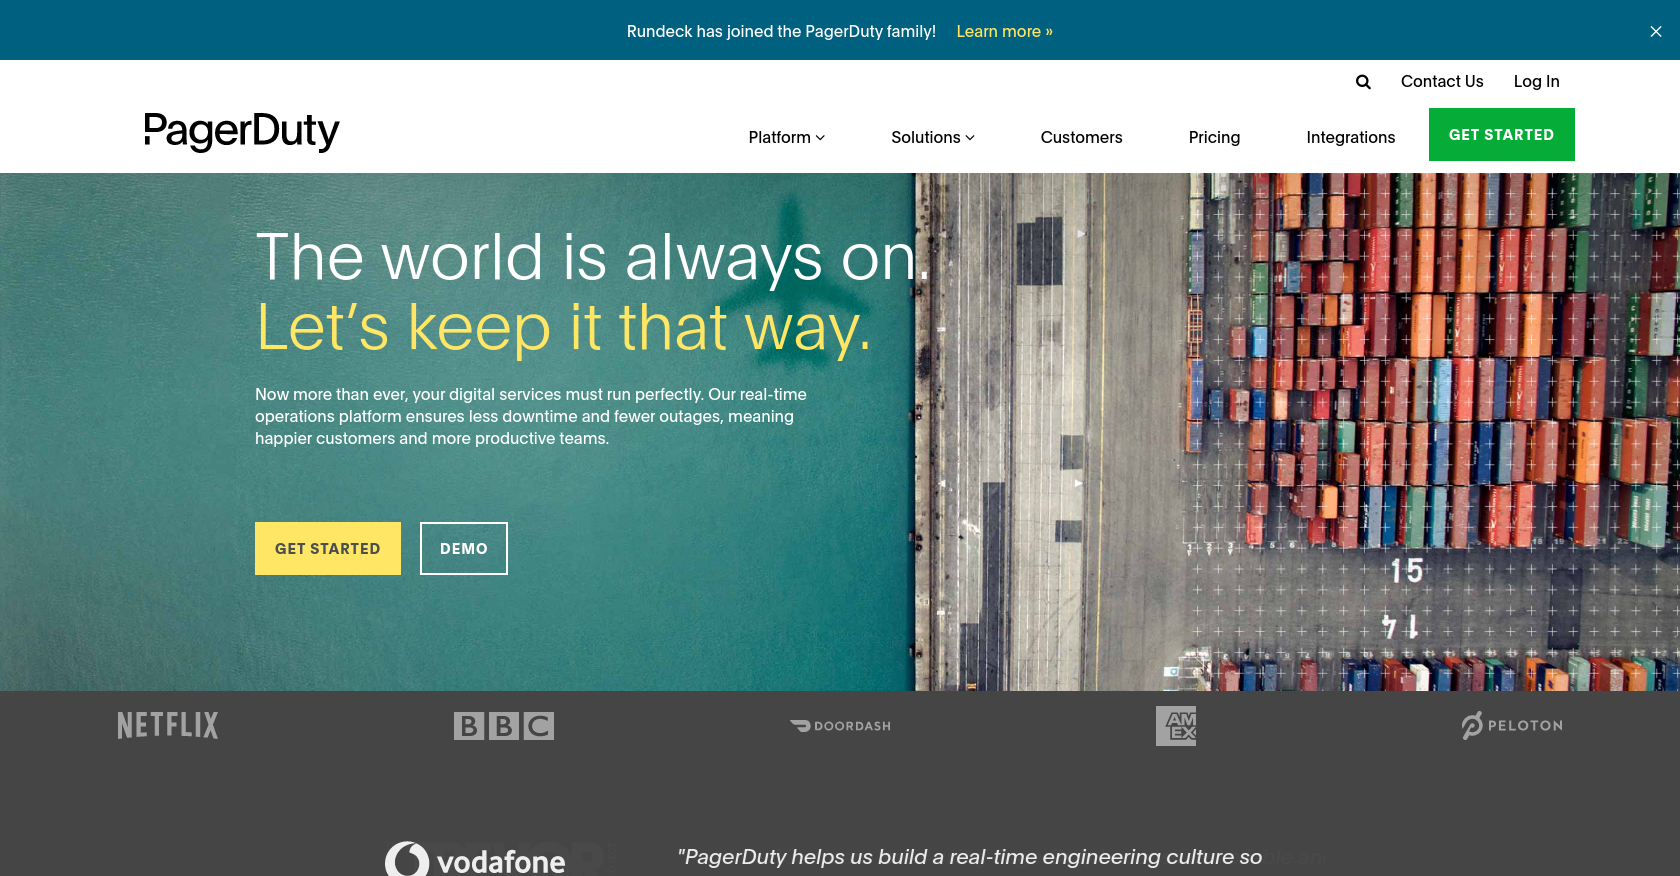 Rundeck has joined the PagerDuty family! Learn more »
Contact Us Log In
PagerDuty
Platform Solutions Customers Pricing Integrations GET STARTED
The world is always on.
Let's keep it that way.
Now more than ever, your digital services must run perfectly. Our real-time
operations platform ensures less downtime and fewer outages, meaning
happier customers and more productive teams.
GET STARTED DEMO
15
14
NETFLIX BBC DOORDASH AM EX PELOTON
vodafone
"PagerDuty helps us build a real-time engineering culture so